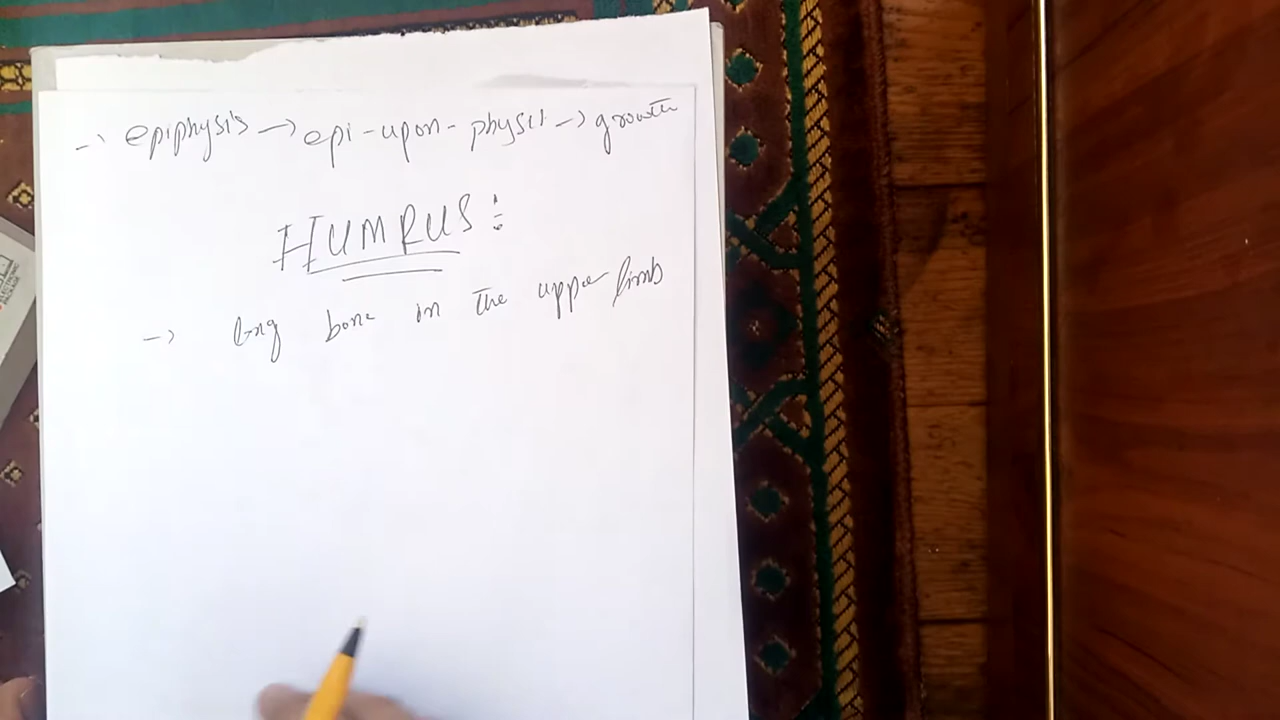 -> epiphysis -> epi-upon-physis -> growth
HUMRUS:
-> long bone in the upper limb